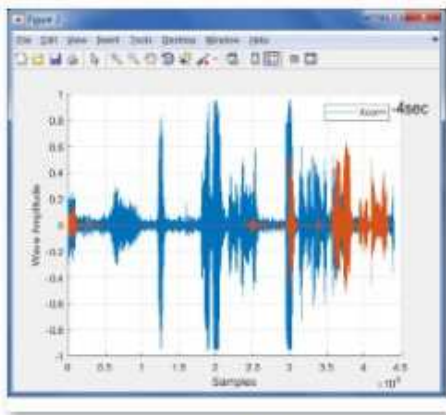 Figure 2
File Edit View Insert Tools Desktop Window Help
-4sec
1
0.8
0.6
0.4
0.2
0
-0.2
-0.4
-0.6
-0.8
-1
Wave Amplitude
0 0.5 1 1.5 2 2.5 3 3.5 4 4.5
Samples